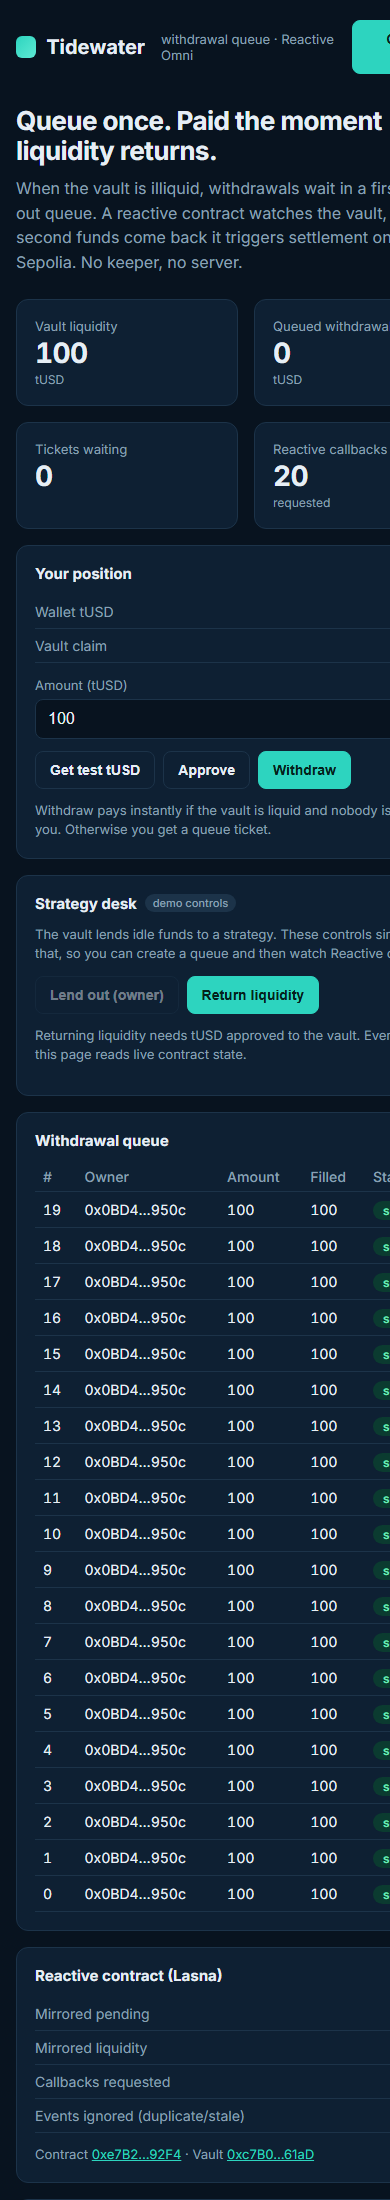 Tidewater
withdrawal queue · Reactive
Omni
Queue once. Paid the moment
liquidity returns.
When the vault is illiquid, withdrawals wait in a
out queue. A reactive contract watches the vault,
second funds come back it triggers settlement on
Sepolia. No keeper, no server.
Vault liquidity
100
tUSD
Queued
0
tUSD
Tickets waiting
0
Reactive callbacks
20
requested
Your position
Wallet tUSD
Vault claim
Amount (tUSD)
100
Get test tUSD Approve Withdraw
Withdraw pays instantly if the vault is liquid and nobody is
you. Otherwise you get a queue ticket.
Strategy desk demo controls
The vault lends idle funds to a strategy. These controls
that, so you can create a queue and then watch Reactive
Lend out (owner) Return liquidity
Returning liquidity needs tUSD approved to the vault.
this page reads live contract state.
Withdrawal queue
# Owner Amount Filled
19 0x0BD4...950c 100 100
18 0x0BD4...950c 100 100
17 0x0BD4...950c 100 100
16 0x0BD4...950c 100 100
15 0x0BD4...950c 100 100
14 0x0BD4...950c 100 100
13 0x0BD4...950c 100 100
12 0x0BD4...950c 100 100
11 0x0BD4...950c 100 100
10 0x0BD4...950c 100 100
9 0x0BD4...950c 100 100
8 0x0BD4...950c 100 100
7 0x0BD4...950c 100 100
6 0x0BD4...950c 100 100
5 0x0BD4...950c 100 100
4 0x0BD4...950c 100 100
3 0x0BD4...950c 100 100
2 0x0BD4...950c 100 100
1 0x0BD4...950c 100 100
0 0x0BD4...950c 100 100
Reactive contract (Lasna)
Mirrored pending
Mirrored liquidity
Callbacks requested
Events ignored (duplicate/stale)
Contract 0xe7B2...92F4 · Vault 0xc7B0...61aD